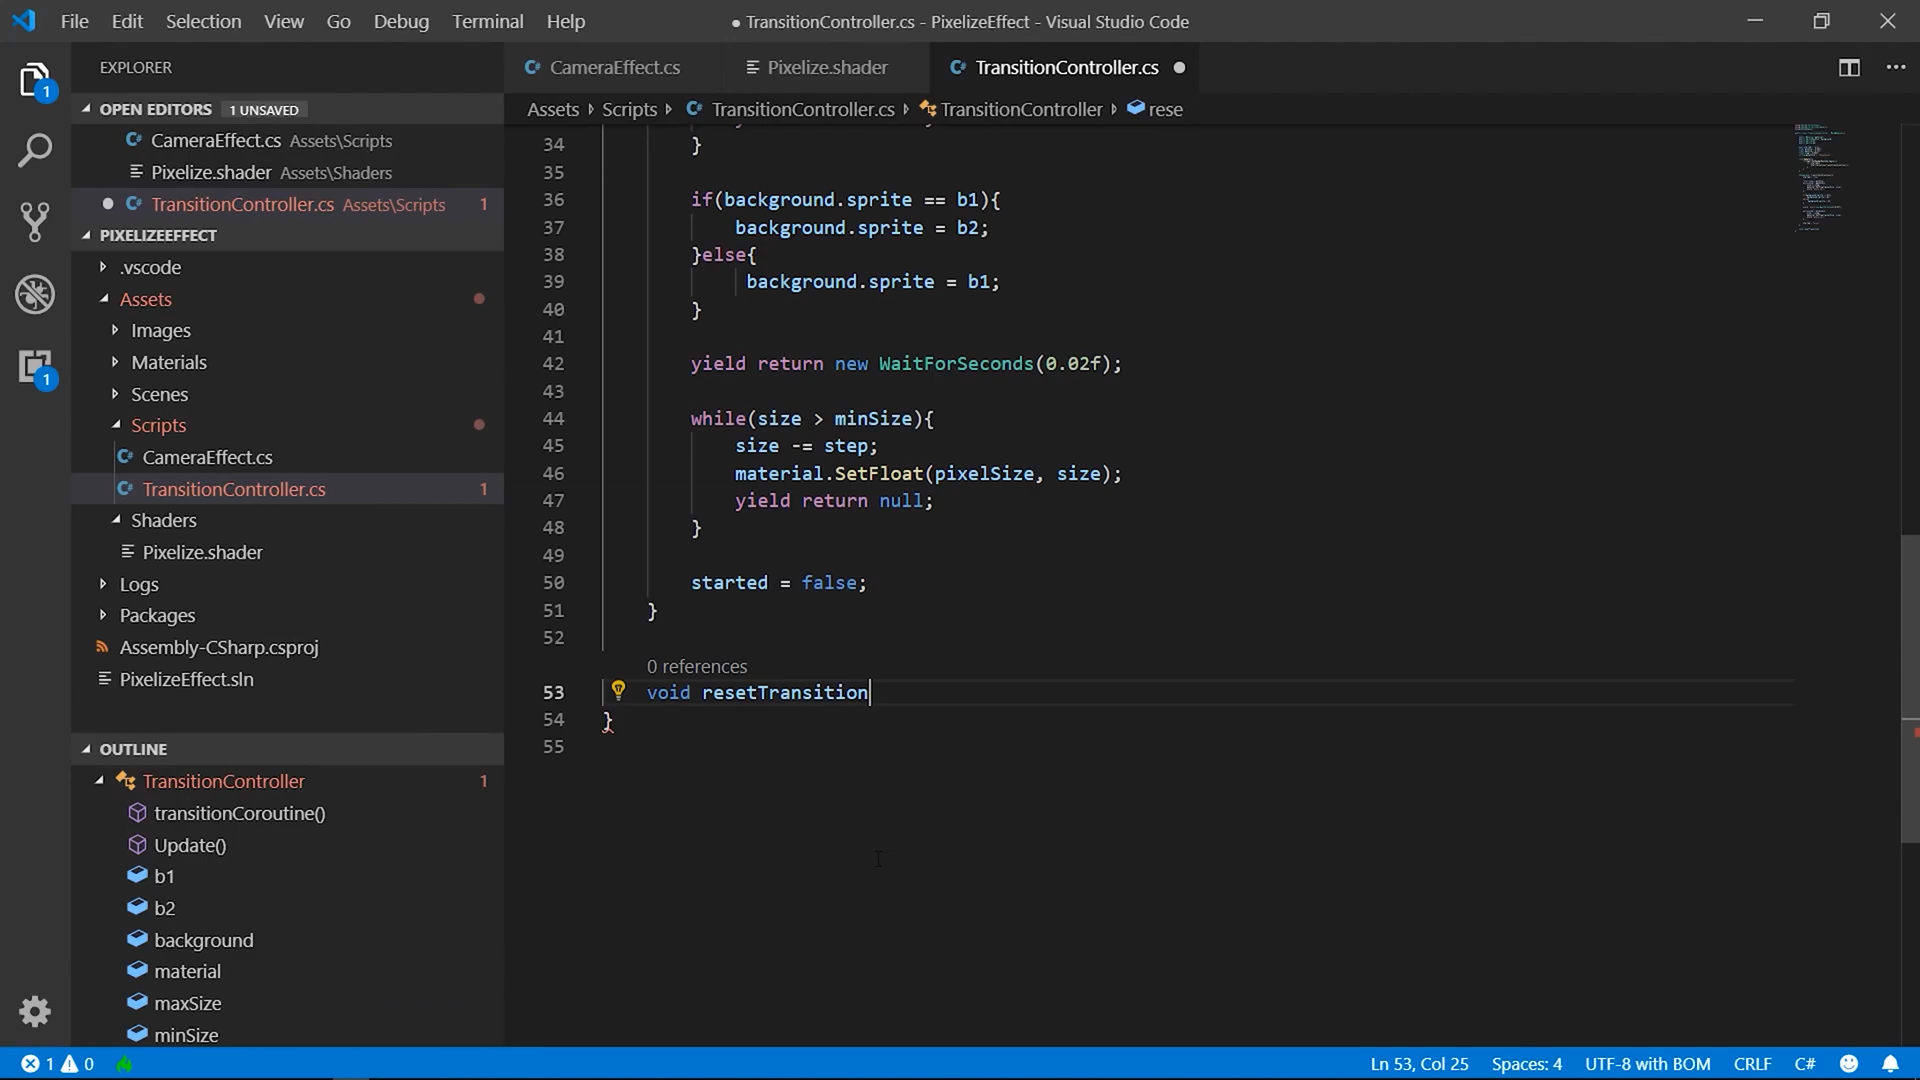 File Edit Selection View Go Debug Terminal Help
● TransitionController.cs - PixelizeEffect - Visual Studio Code
EXPLORER
OPEN EDITORS 1 UNSAVED
CameraEffect.cs Assets\Scripts
Pixelize.shader Assets\Shaders
TransitionController.cs Assets\Scripts 1
PIXELIZEEFFECT
.vscode
Assets
Images
Materials
Scenes
Scripts
CameraEffect.cs
TransitionController.cs 1
Shaders
Pixelize.shader
Logs
Packages
Assembly-CSharp.csproj
PixelizeEffect.sln
OUTLINE
TransitionController 1
transitionCoroutine()
Update()
b1
b2
background
material
maxSize
minSize
1
1
CameraEffect.cs Pixelize.shader TransitionController.cs
Assets Scripts TransitionController.cs TransitionController rese
34 }
35
36 if(background.sprite == b1){
37 background.sprite = b2;
38 }else{
39 background.sprite = b1;
40 }
41
42 yield return new WaitForSeconds(0.02f);
43
44 while(size > minSize){
45 size -= step;
46 material.SetFloat(pixelSize, size);
47 yield return null;
48 }
49
50 started = false;
51 }
52
0 references
53 void resetTransition
54 }
55
1 0 Ln 53, Col 25 Spaces: 4 UTF-8 with BOM CRLF C#